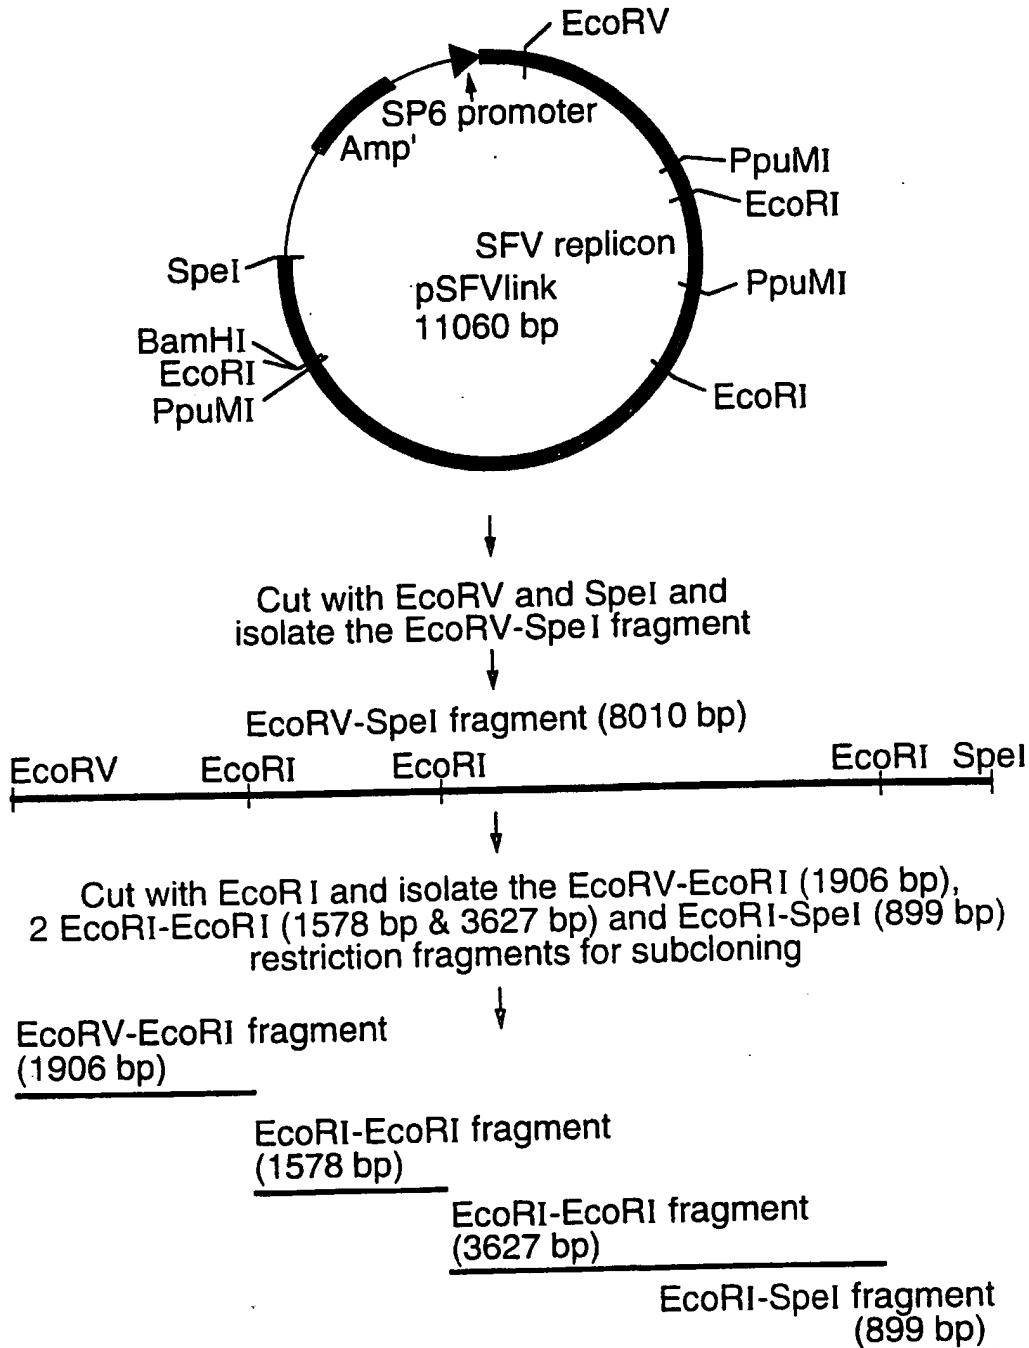 EcoRV
SP6 promoter
Amp'
PpuMI
EcoRI
SFV replicon
SpeI
pSFVlink
11060 bp
PpuMI
BamHI
EcoRI
PpuMI
EcoRI
Cut with EcoRV and SpeI and
isolate the EcoRV-SpeI fragment
EcoRV-SpeI fragment (8010 bp)
EcoRV EcoRI EcoRI EcoRI SpeI
Cut with EcoRI and isolate the EcoRV-EcoRI (1906 bp),
2 EcoRI-EcoRI (1578 bp & 3627 bp) and EcoRI-SpeI (899 bp)
restriction fragments for subcloning
EcoRV-EcoRI fragment
(1906 bp)
EcoRI-EcoRI fragment
(1578 bp)
EcoRI-EcoRI fragment
(3627 bp)
EcoRI-SpeI fragment
(899 bp)